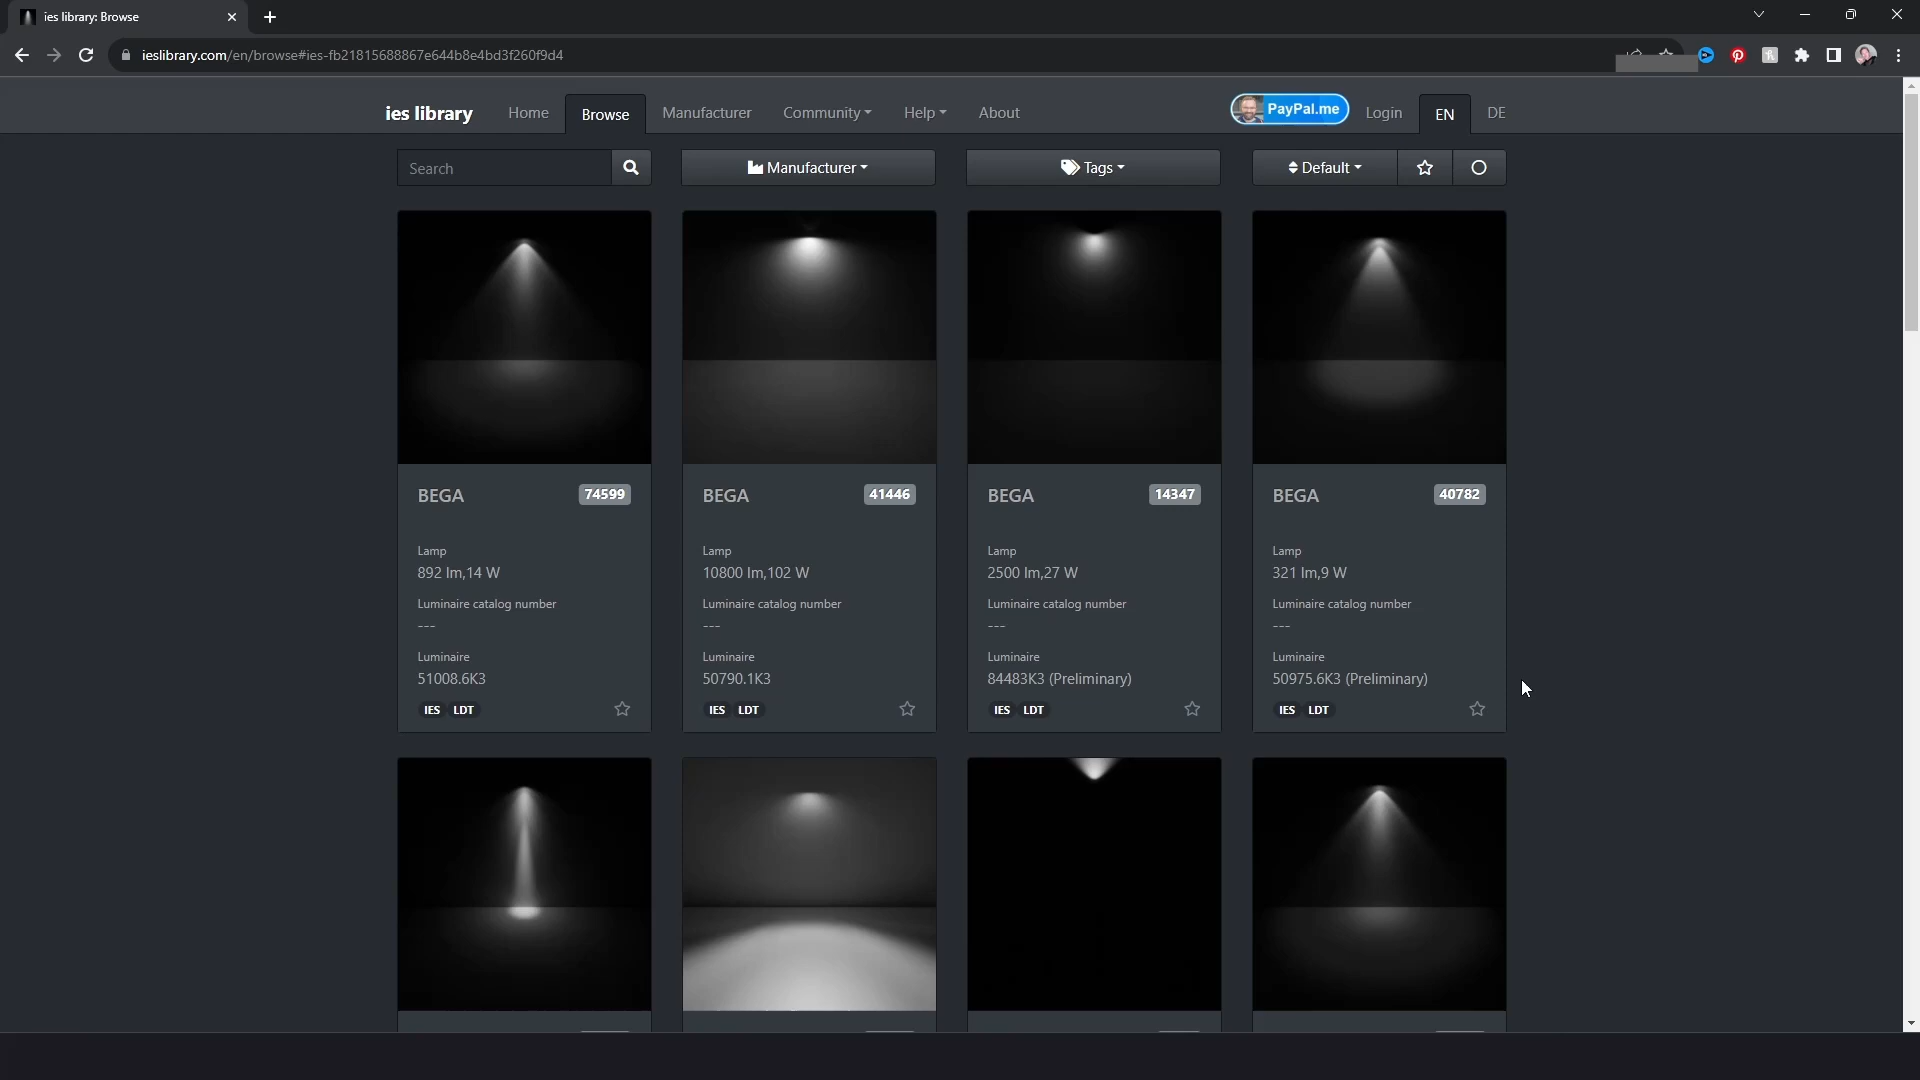 ies library: Browse
ieslibrary.com/en/browse#ies-fb21815688867e644b8e4bd3f260f9d4
ies library Home Browse Manufacturer Community Help About PayPal.me Login EN DE
Search Manufacturer Tags Default
BEGA 74599 BEGA 41446 BEGA 14347 BEGA 40782
Lamp Lamp Lamp Lamp
892 lm,14 W 10800 lm,102 W 2500 lm,27 W 321 lm,9 W
Luminaire catalog number Luminaire catalog number Luminaire catalog number Luminaire catalog number
--- --- --- ---
Luminaire Luminaire Luminaire Luminaire
51008.6K3 50790.1K3 84483K3 (Preliminary) 50975.6K3 (Preliminary)
IES LDT IES LDT IES LDT IES LDT